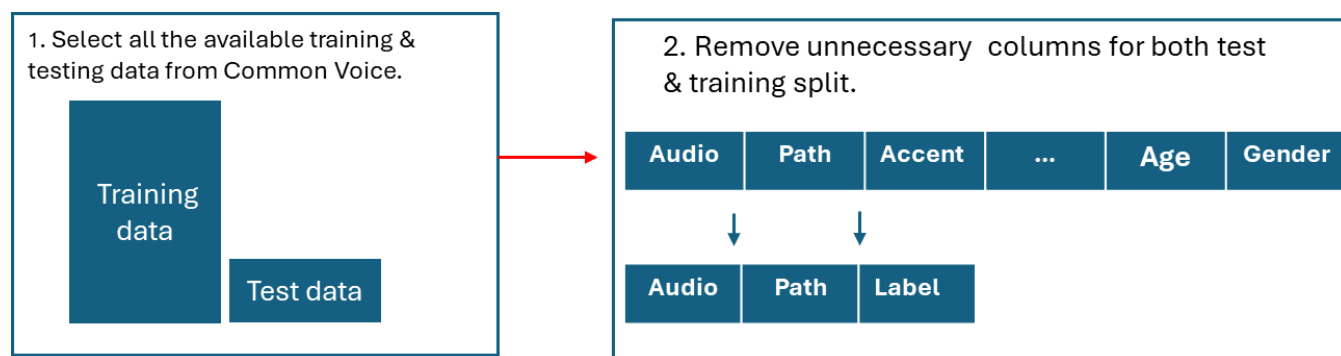 1. Select all the available training &
testing data from Common Voice.
Training
data
Test data
2. Remove unnecessary columns for both test
& training split.
Audio Path Accent ... Age Gender
Audio Path Label